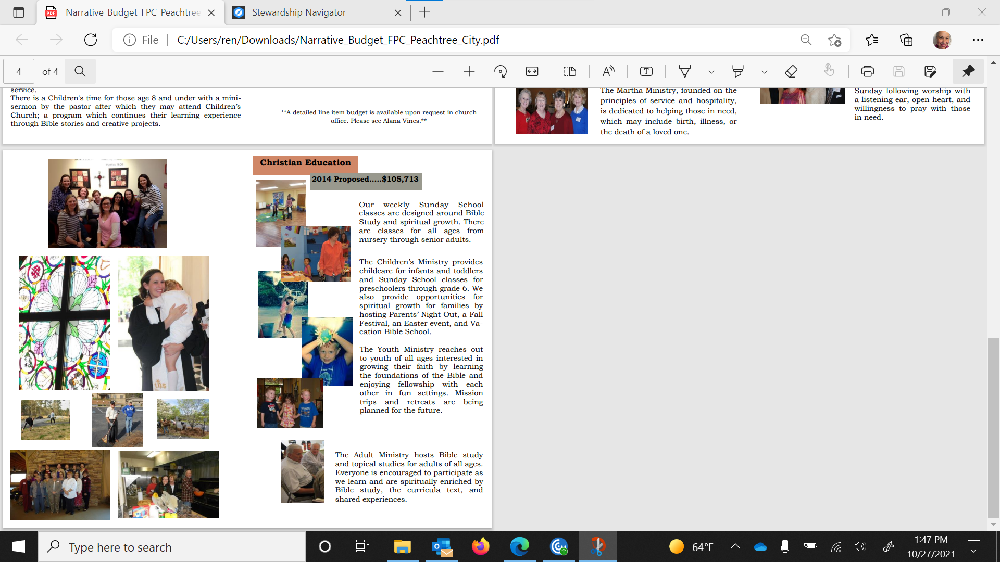 Narrative_Budget_FPC_Peachtree
Stewardship Navigator
File
C:/Users/ren/Downloads/Narrative_Budget_FPC_Peachtree_City.pdf
4 of 4
service.
There is a Children's time for those age 8 and under with a mini-
sermon by the pastor after which they may attend Children's
Church; a program which continues their learning experience
through Bible stories and creative projects.
**A detailed line item budget is available upon request in church
office. Please see Alana Vines.**
The Martha Ministry, founded on the
principles of service and hospitality,
is dedicated to helping those in need,
which may include birth, illness, or
the death of a loved one.
Sunday following worship with
a listening ear, open heart, and
willingness to pray with those
in need.
Christian Education
2014 Proposed.....$105,713
Our weekly Sunday School
classes are designed around Bible
Study and spiritual growth. There
are classes for all ages from
nursery through senior adults.
The Children's Ministry provides
childcare for infants and toddlers
and Sunday School classes for
preschoolers through grade 6. We
also provide opportunities for
spiritual growth for families by
hosting Parents' Night Out, a Fall
Festival, an Easter event, and Va-
cation Bible School.
The Youth Ministry reaches out
to youth of all ages interested in
growing their faith by learning
the foundations of the Bible and
enjoying fellowship with each
other in fun settings. Mission
trips and retreats are being
planned for the future.
The Adult Ministry hosts Bible study
and topical studies for adults of all ages.
Everyone is encouraged to participate as
we learn and are spiritually enriched by
Bible study, the curricula text, and
shared experiences.
ihs
Type here to search
64°F
1:47 PM
10/27/2021